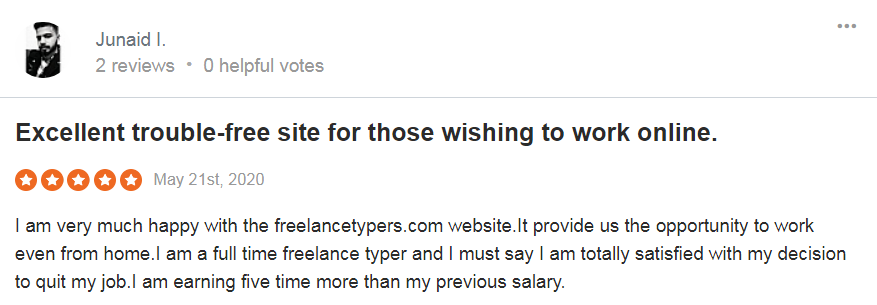 Junaid I.
2 reviews • 0 helpful votes
Excellent trouble-free site for those wishing to work online.
May 21st, 2020
I am very much happy with the freelancetypers.com website.It provide us the opportunity to work
even from home.I am a full time freelance typer and I must say I am totally satisfied with my decision
to quit my job.I am earning five time more than my previous salary.